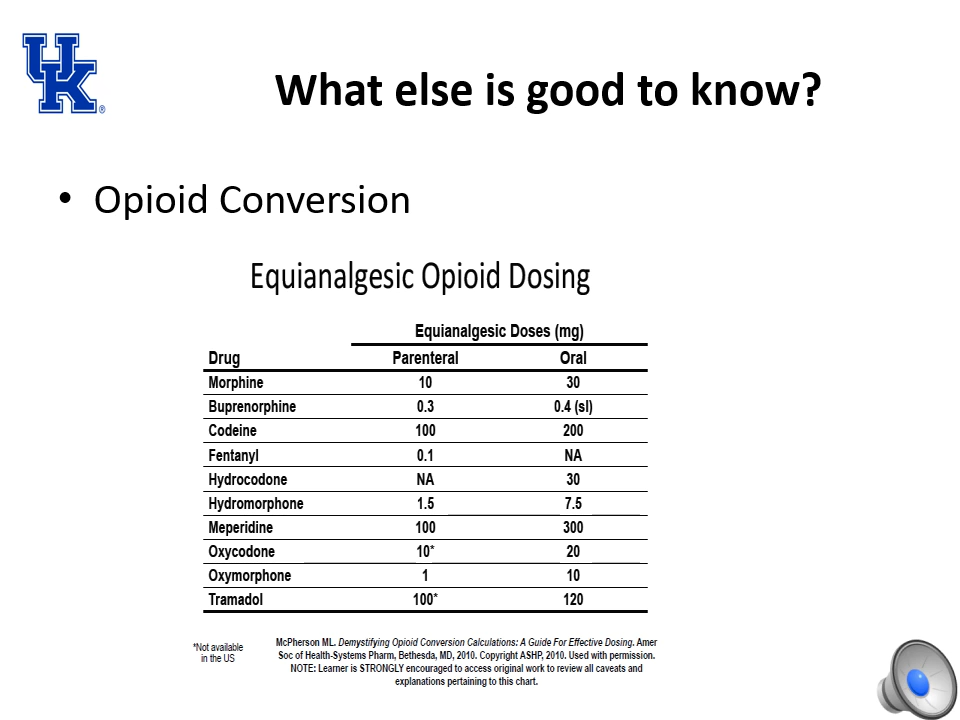 UK®
What else is good to know?
• Opioid Conversion
Equianalgesic Opioid Dosing
Equianalgesic Doses (mg)
Drug Parenteral Oral
Morphine 10 30
Buprenorphine 0.3 0.4 (sl)
Codeine 100 200
Fentanyl 0.1 NA
Hydrocodone NA 30
Hydromorphone 1.5 7.5
Meperidine 100 300
Oxycodone 10* 20
Oxymorphone 1 10
Tramadol 100* 120
*Not available
in the US
McPherson ML. Demystifying Opioid Conversion Calculations: A Guide For Effective Dosing. Amer
Soc of Health-Systems Pharm, Bethesda, MD, 2010. Copyright ASHP, 2010. Used with permission.
NOTE: Learner is STRONGLY encouraged to access original work to review all caveats and
explanations pertaining to this chart.